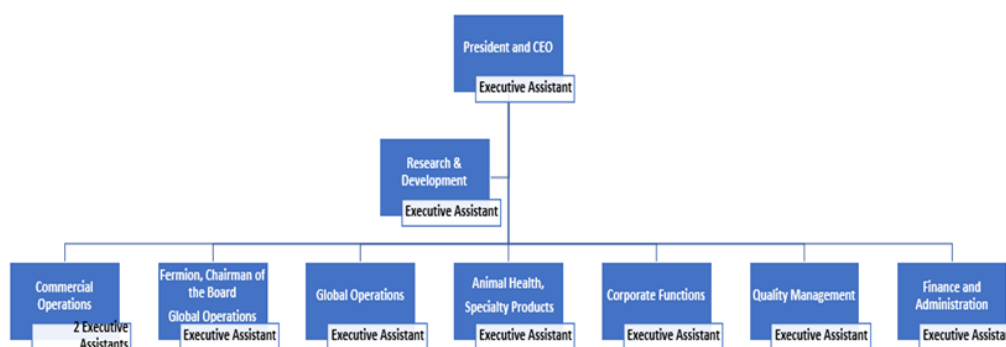 President and CEO
Executive Assistant
Research &
Development
Executive Assistant
Commercial
Operations
2 Executive
Assistants
Fermion, Chairman of
the Board
Global Operations
Executive Assistant
Global Operations
Executive Assistant
Animal Health,
Specialty Products
Executive Assistant
Corporate Functions
Executive Assistant
Quality Management
Executive Assistant
Finance and
Administration
Executive Assistant